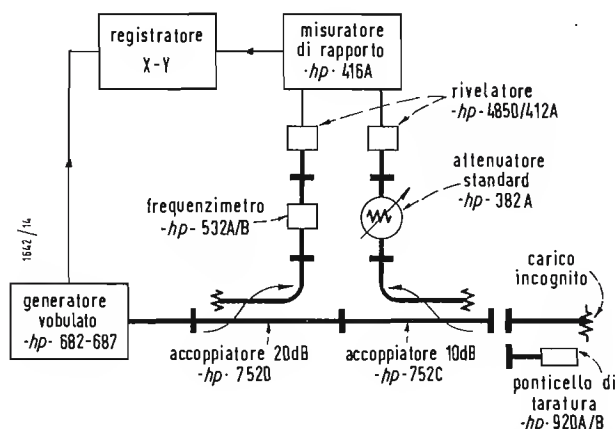 registratore
X-Y
misuratore
di rapporto
-hp- 416A
rivelatore
-hp- 4850/412A
attenuatore
standard
-hp- 382A
frequenzimetro
-hp- 532A/B
1642/14
generatore
vobulato
-hp- 682-687
accoppiatore 20dB
-hp- 752D
accoppiatore 10dB
-hp- 752C
carico
incognito
ponticello di
taratura
-hp- 920A/B